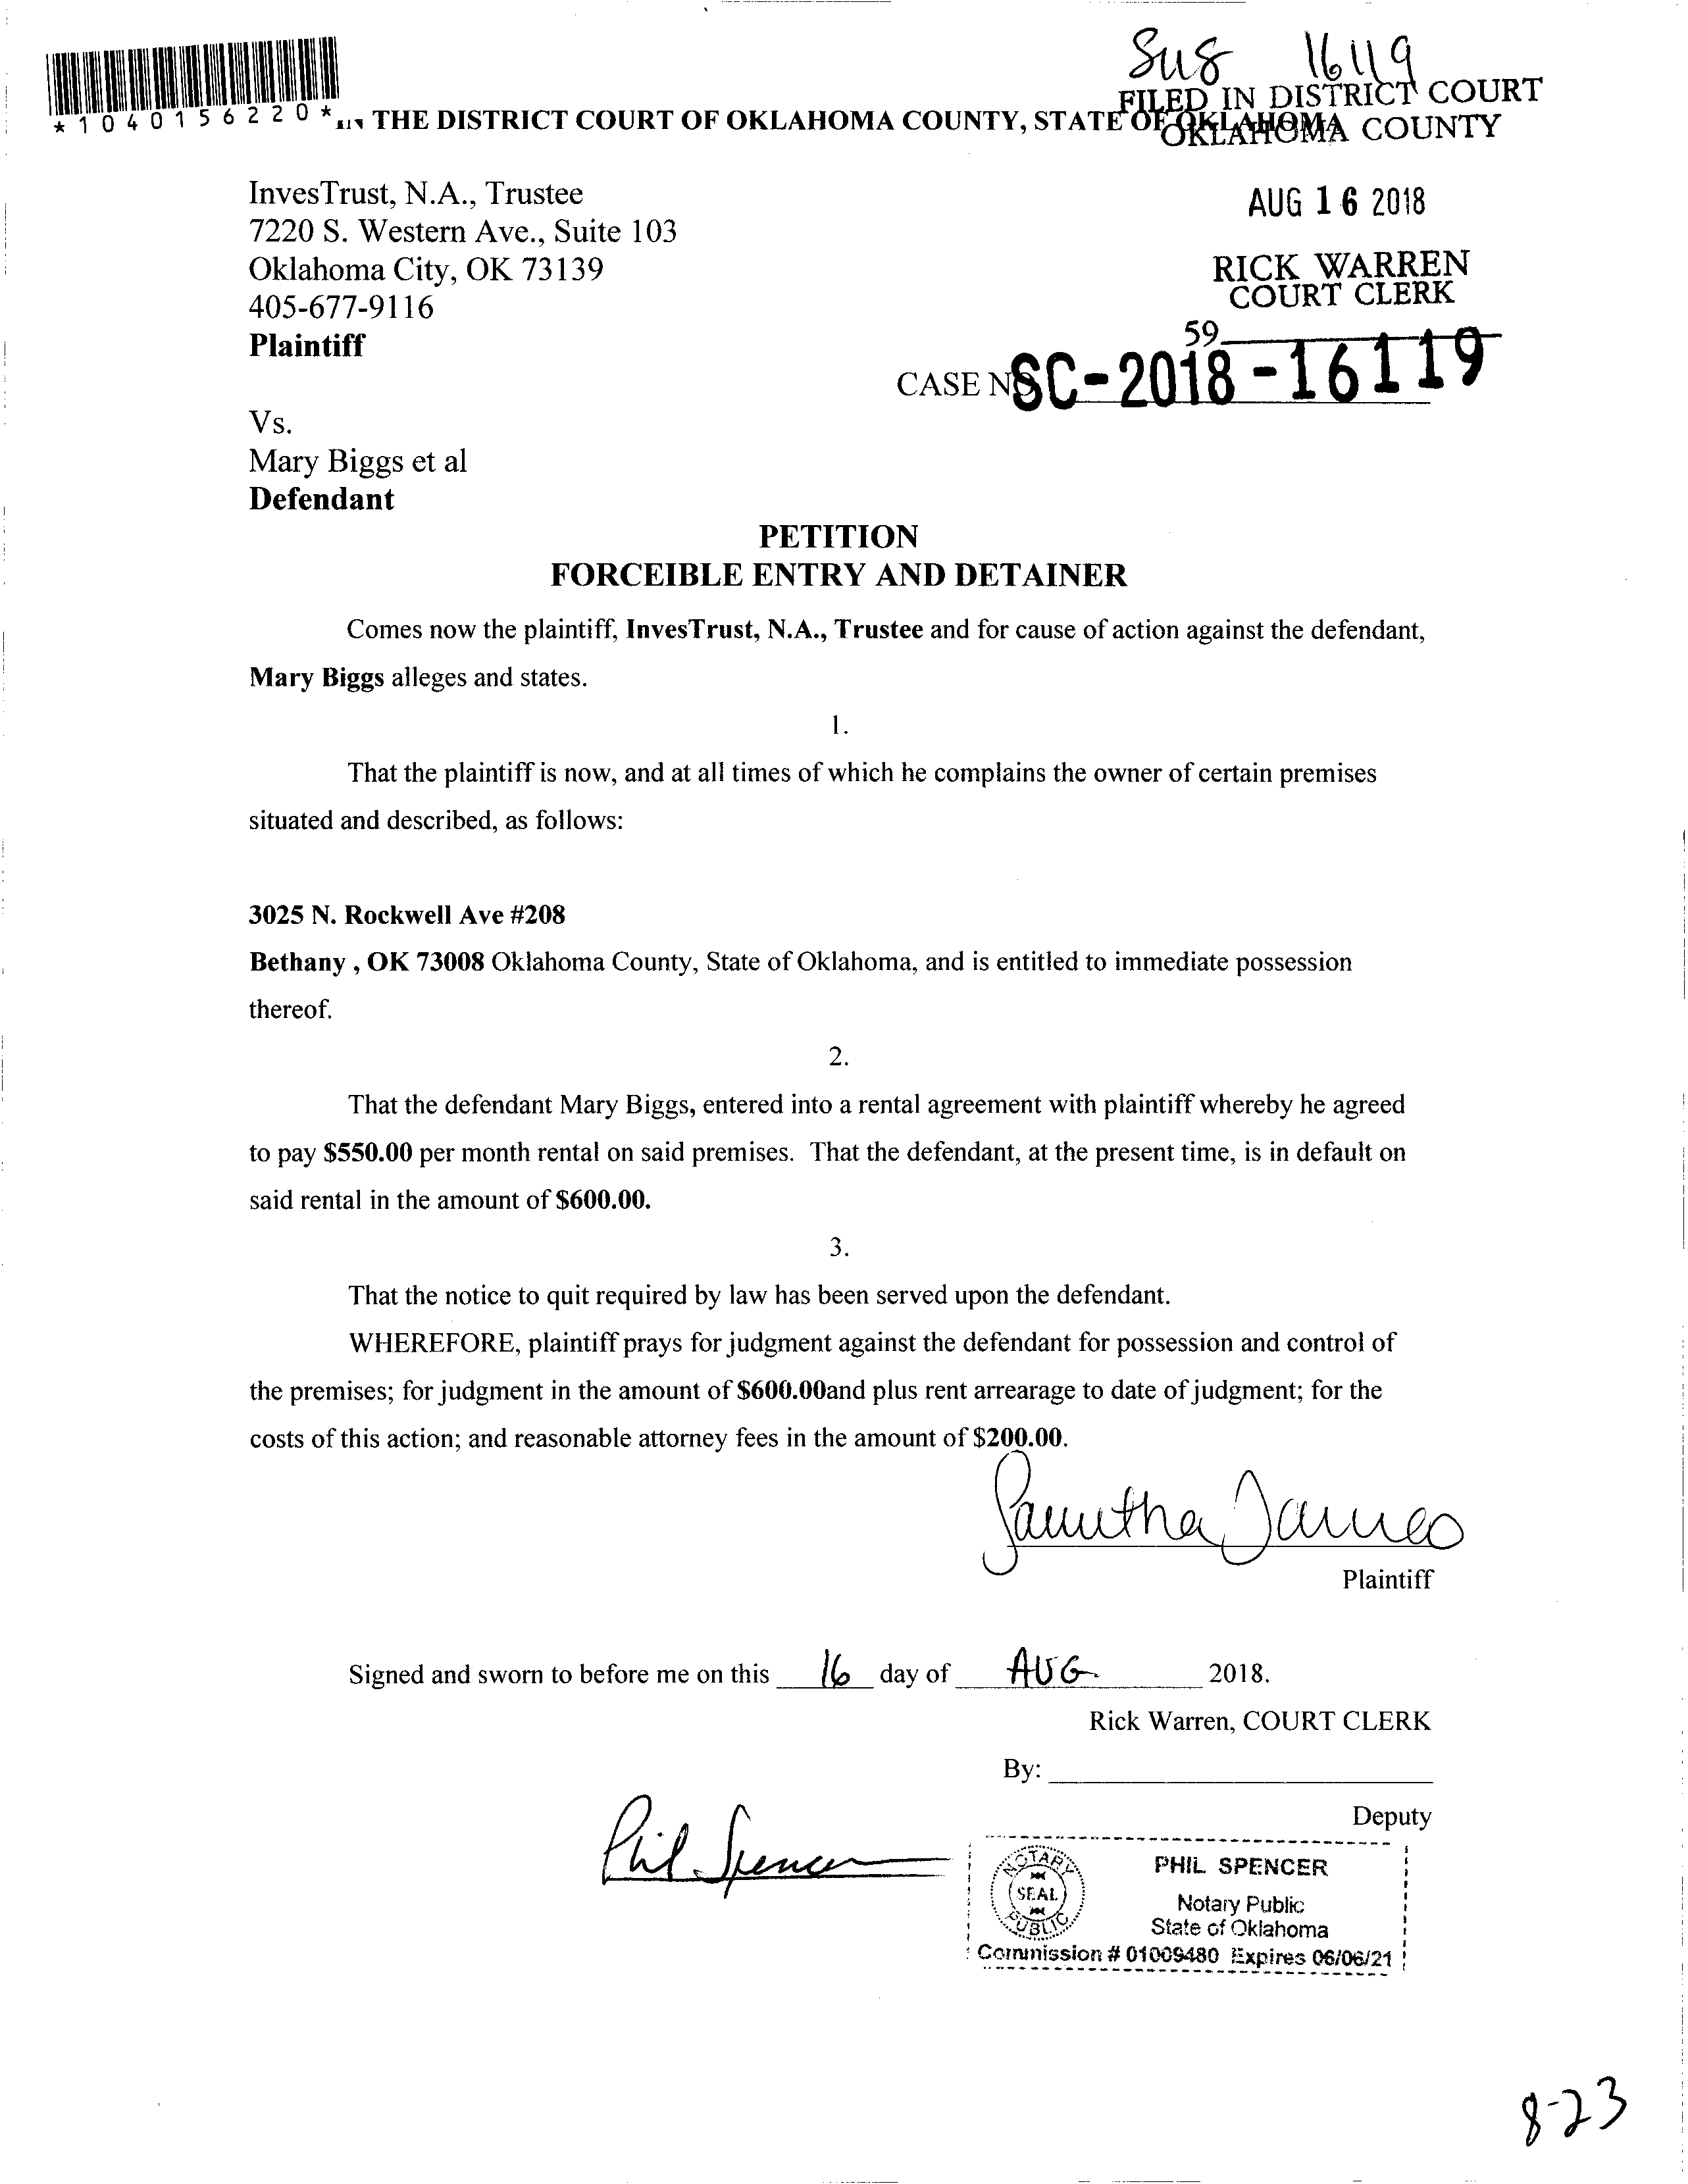 SUS 16119
FILED IN DISTRICT COURT
OKLAHOMA COUNTY
*1040156220*
THE DISTRICT COURT OF OKLAHOMA COUNTY, STATE OF
InvesTrust, N.A., Trustee
7220 S. Western Ave., Suite 103
Oklahoma City, OK 73139
405-677-9116
Plaintiff
AUG 16 2018
RICK WARREN
COURT CLERK
59
CASE NO SC-2018-16119
Vs.
Mary Biggs et al
Defendant
PETITION
FORCEIBLE ENTRY AND DETAINER
Comes now the plaintiff, InvesTrust, N.A., Trustee and for cause of action against the defendant,
Mary Biggs alleges and states.
1.
That the plaintiff is now, and at all times of which he complains the owner of certain premises
situated and described, as follows:
3025 N. Rockwell Ave #208
Bethany , OK 73008 Oklahoma County, State of Oklahoma, and is entitled to immediate possession
thereof.
2.
That the defendant Mary Biggs, entered into a rental agreement with plaintiff whereby he agreed
to pay $550.00 per month rental on said premises. That the defendant, at the present time, is in default on
said rental in the amount of $600.00.
3.
That the notice to quit required by law has been served upon the defendant.
WHEREFORE, plaintiff prays for judgment against the defendant for possession and control of
the premises; for judgment in the amount of $600.00and plus rent arrearage to date of judgment; for the
costs of this action; and reasonable attorney fees in the amount of $200.00.
Samtha James
Plaintiff
Signed and sworn to before me on this 16 day of AUG 2018.
Rick Warren, COURT CLERK
By:
Deputy
Phil Spencer
NOTARY PUBLIC
SEAL
PHIL SPENCER
Notary Public
State of Oklahoma
Commission # 01009480 Expires 06/06/21
8-23